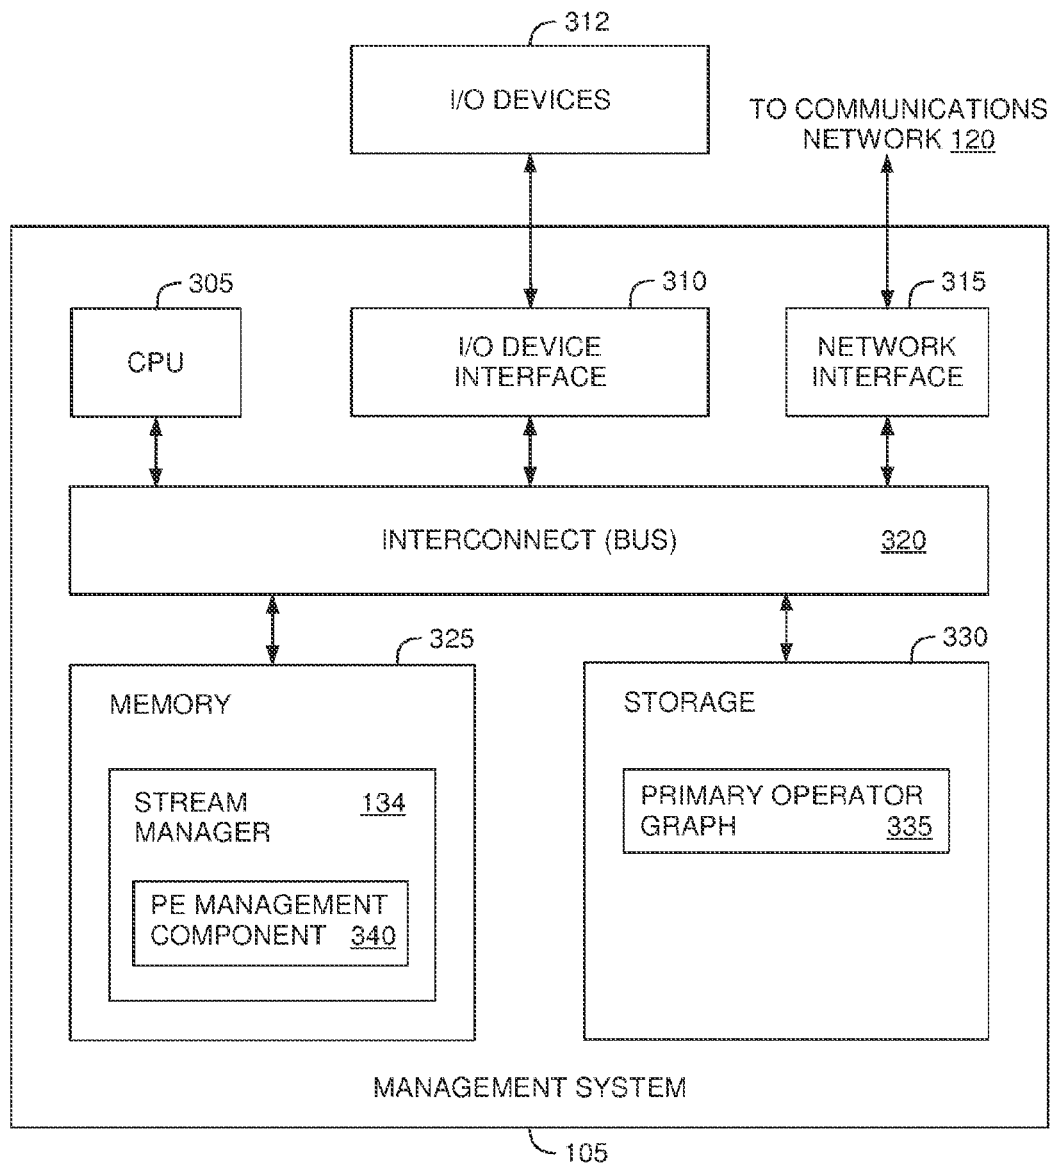 312
I/O DEVICES
TO COMMUNICATIONS
NETWORK 120
305
310
315
CPU
I/O DEVICE
INTERFACE
NETWORK
INTERFACE
INTERCONNECT (BUS) 320
325
330
MEMORY
STORAGE
STREAM 134
MANAGER
PRIMARY OPERATOR
GRAPH 335
PE MANAGEMENT
COMPONENT 340
MANAGEMENT SYSTEM
105